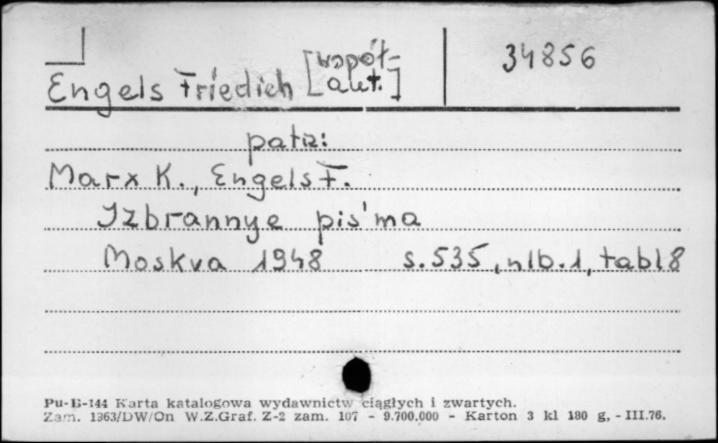 Engels Friedich [współ-
aut.]
34856
patrz:
Marx K., Engels F.
Izbrannye pis'ma
Moskva 1948 s. 535, nlb. 1, tabl 8
Pu-B-144 Karta katalogowa wydawnictw ciągłych i zwartych.
Zam. 1363/DW/On W.Z.Graf. Z-2 zam. 107 - 9.700.000 - Karton 3 kl 180 g. - III.76.